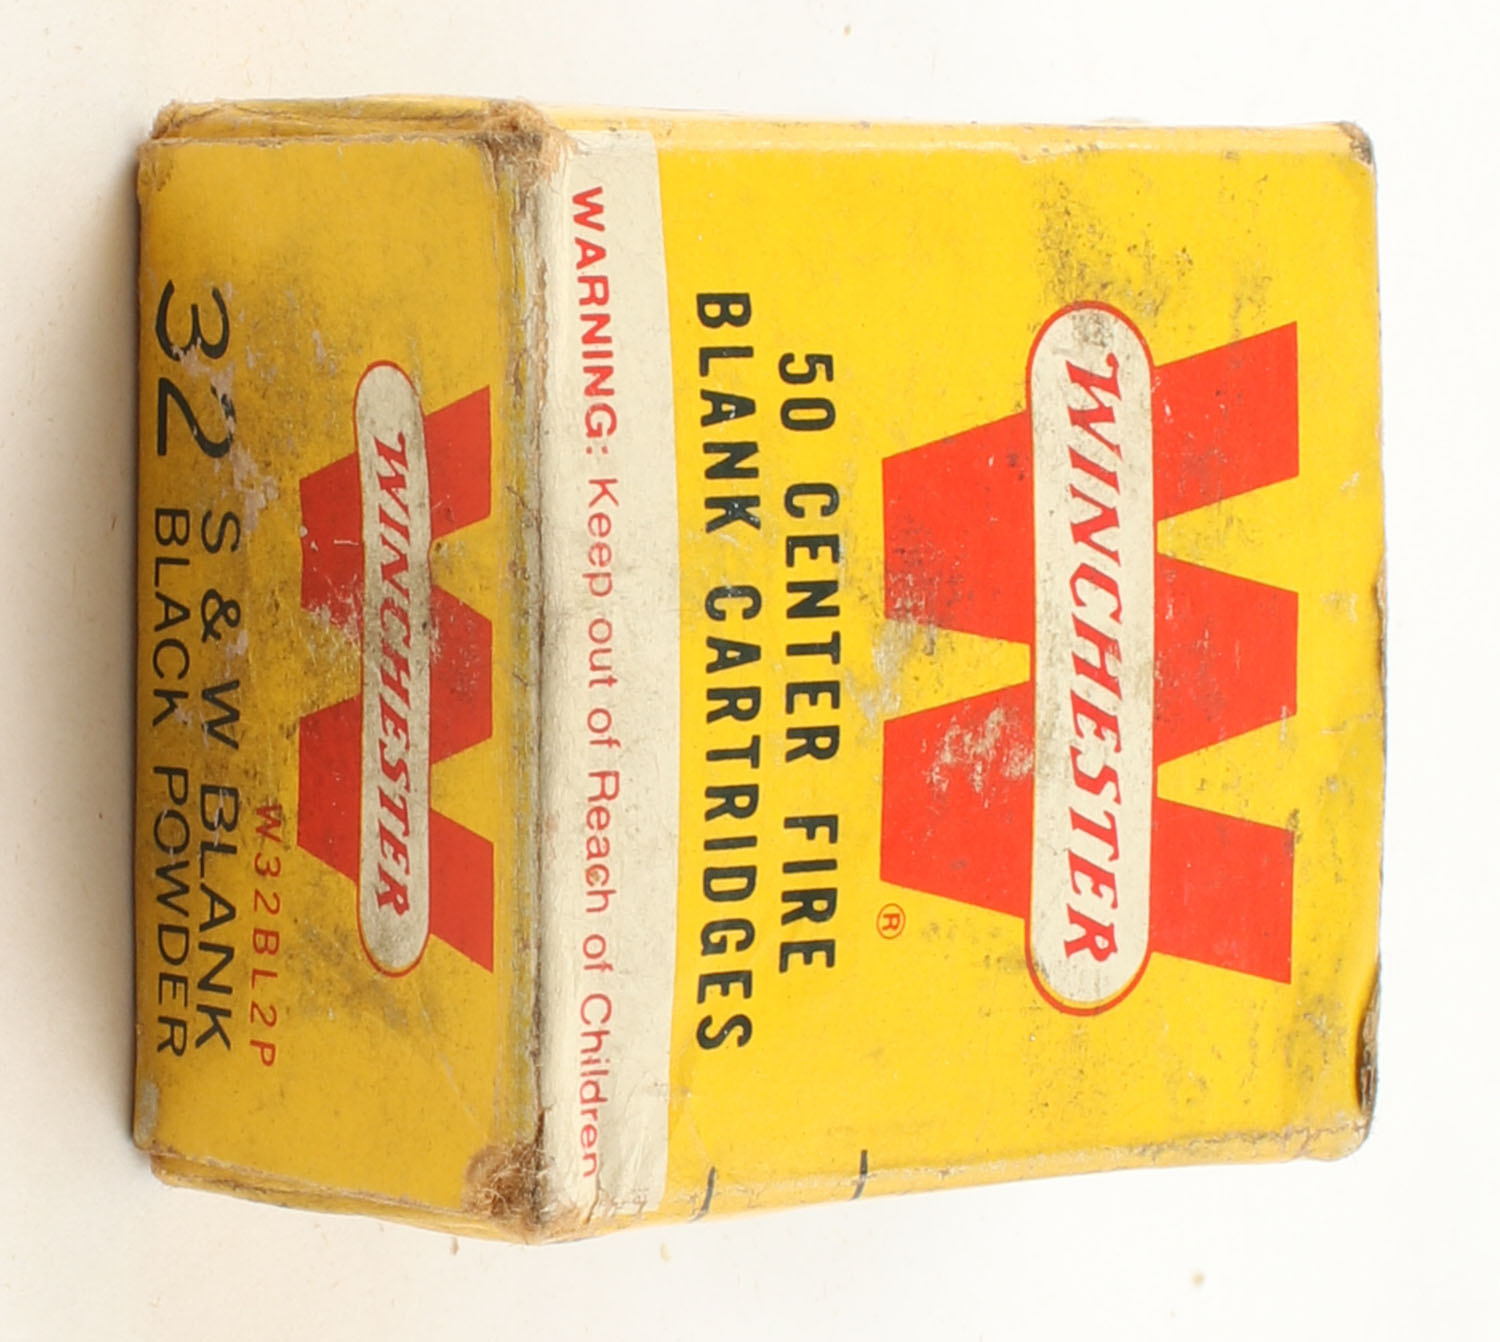 WINCHESTER
®
50 CENTER FIRE
BLANK CARTRIDGES
WARNING: Keep out of Reach of Children
WINCHESTER
W32BL2P
32 S & W BLANK
BLACK POWDER